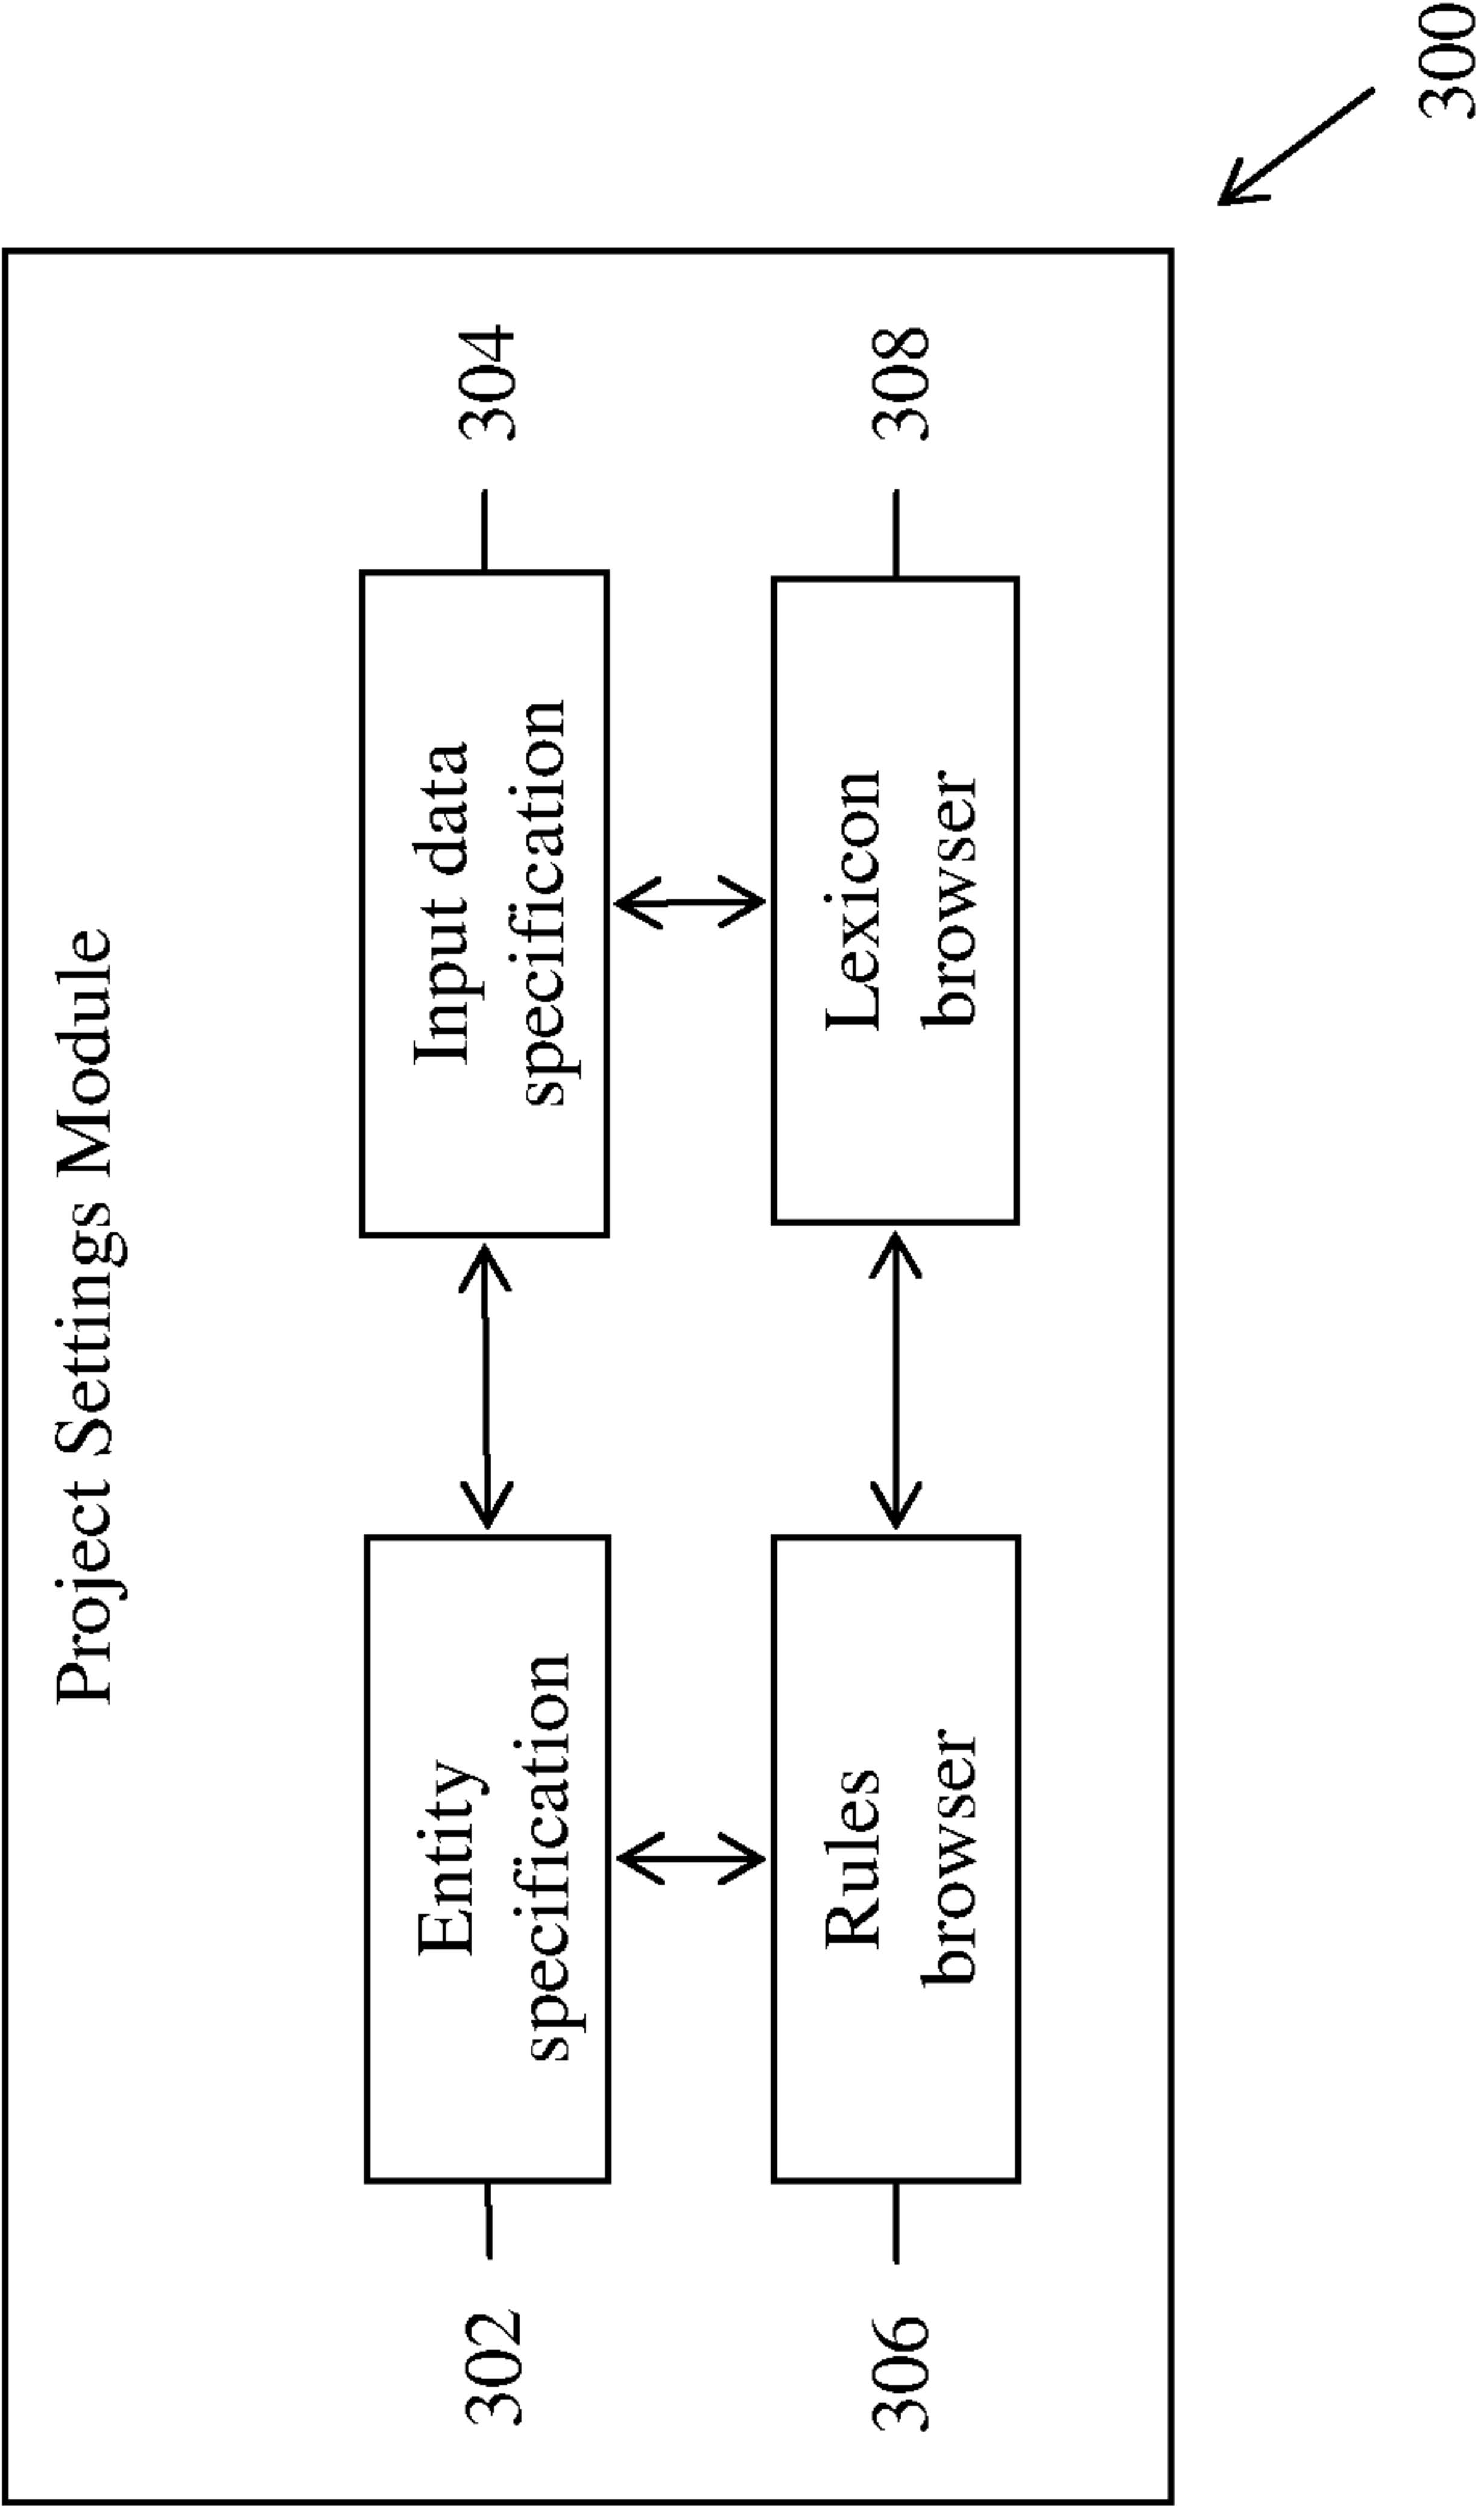 Project Settings Module
302
Entity
specification
Input data
specification
304
306
Rules
browser
Lexicon
browser
308
300